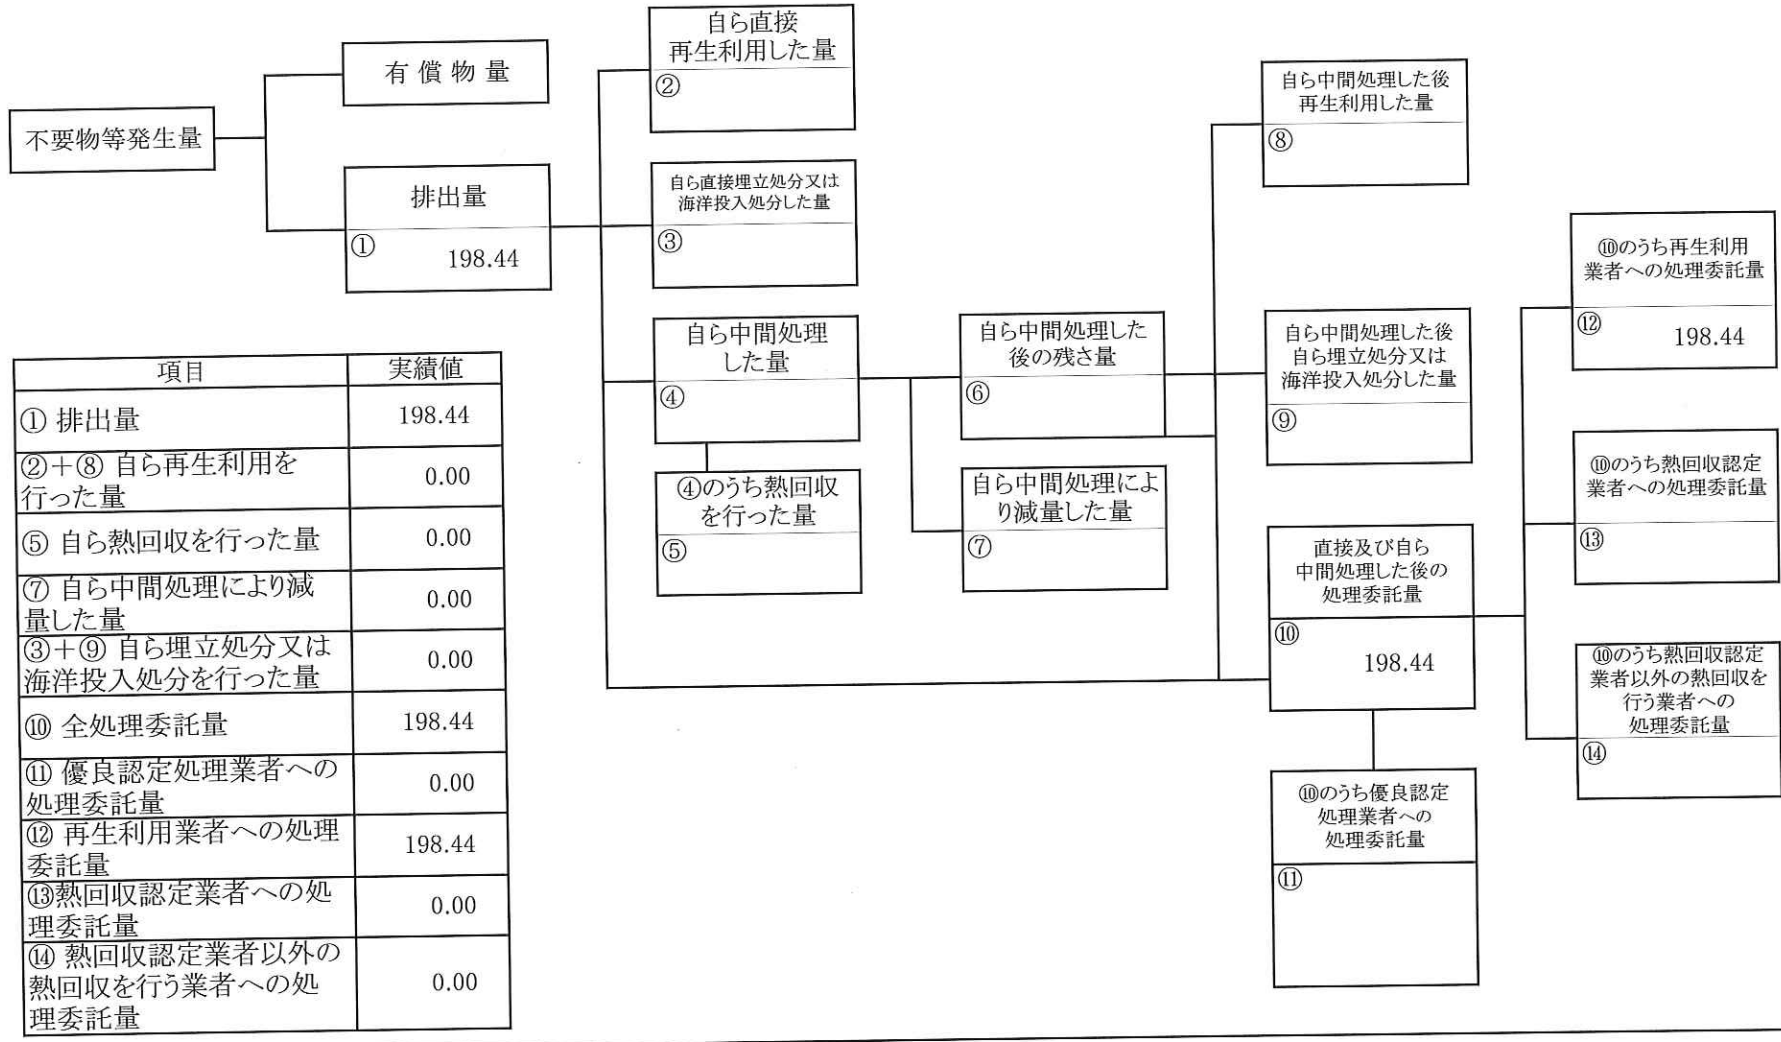 不要物等発生量
有償物量
排出量
①
198.44
自ら直接
再生利用した量
②
自ら直接埋立処分又は
海洋投入処分した量
③
自ら中間処理
した量
④
④のうち熱回収
を行った量
⑤
自ら中間処理した
後の残さ量
⑥
自ら中間処理によ
り減量した量
⑦
自ら中間処理した後
再生利用した量
⑧
自ら中間処理した後
自ら埋立処分又は
海洋投入処分した量
⑨
直接及び自ら
中間処理した後の
処理委託量
⑩
198.44
⑩のうち優良認定
処理業者への
処理委託量
⑪
⑩のうち再生利用
業者への処理委託量
⑫
198.44
⑩のうち熱回収認定
業者への処理委託量
⑬
⑩のうち熱回収認定
業者以外の熱回収を
行う業者への
処理委託量
⑭
項目 実績値
① 排出量 198.44
②+⑧ 自ら再生利用を
行った量 0.00
⑤ 自ら熱回収を行った量 0.00
⑦ 自ら中間処理により減
量した量 0.00
③+⑨ 自ら埋立処分又は
海洋投入処分を行った量 0.00
⑩ 全処理委託量 198.44
⑪ 優良認定処理業者への
処理委託量 0.00
⑫ 再生利用業者への処理
委託量 198.44
⑬熱回収認定業者への処
理委託量 0.00
⑭ 熱回収認定業者以外の
熱回収を行う業者への処
理委託量 0.00